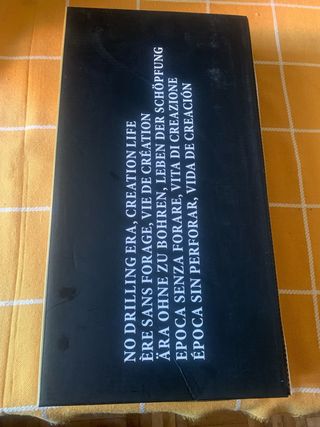 NO DRILLING ERA, CREATION LIFE
ÈRE SANS FORAGE, VIE DE CRÉATION
ÄRA OHNE ZU BOHREN, LEBEN DER SCHÖPFUNG
EPOCA SENZA FORARE, VITA DI CREAZIONE
ÉPOCA SIN PERFORAR, VIDA DE CREACIÓN